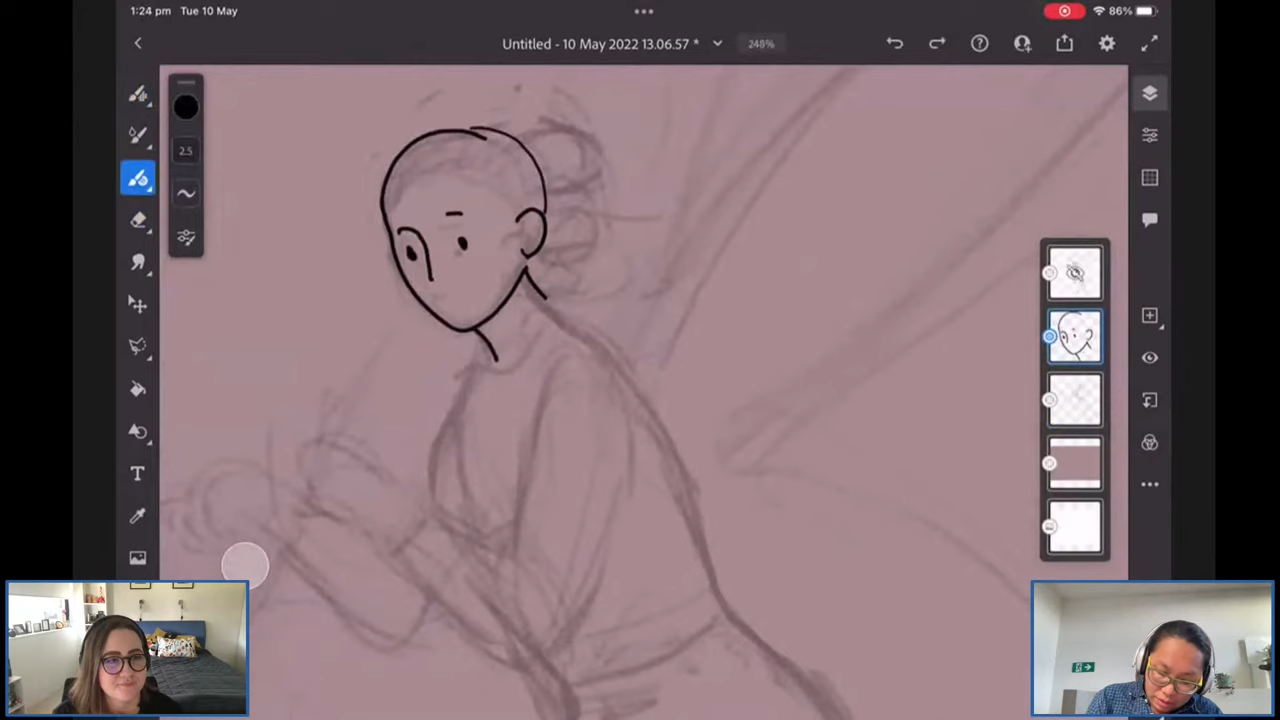 1:24 pm Tue 10 May
86%
Untitled - 10 May 2022 13.06.57 *
248%
2.5
T